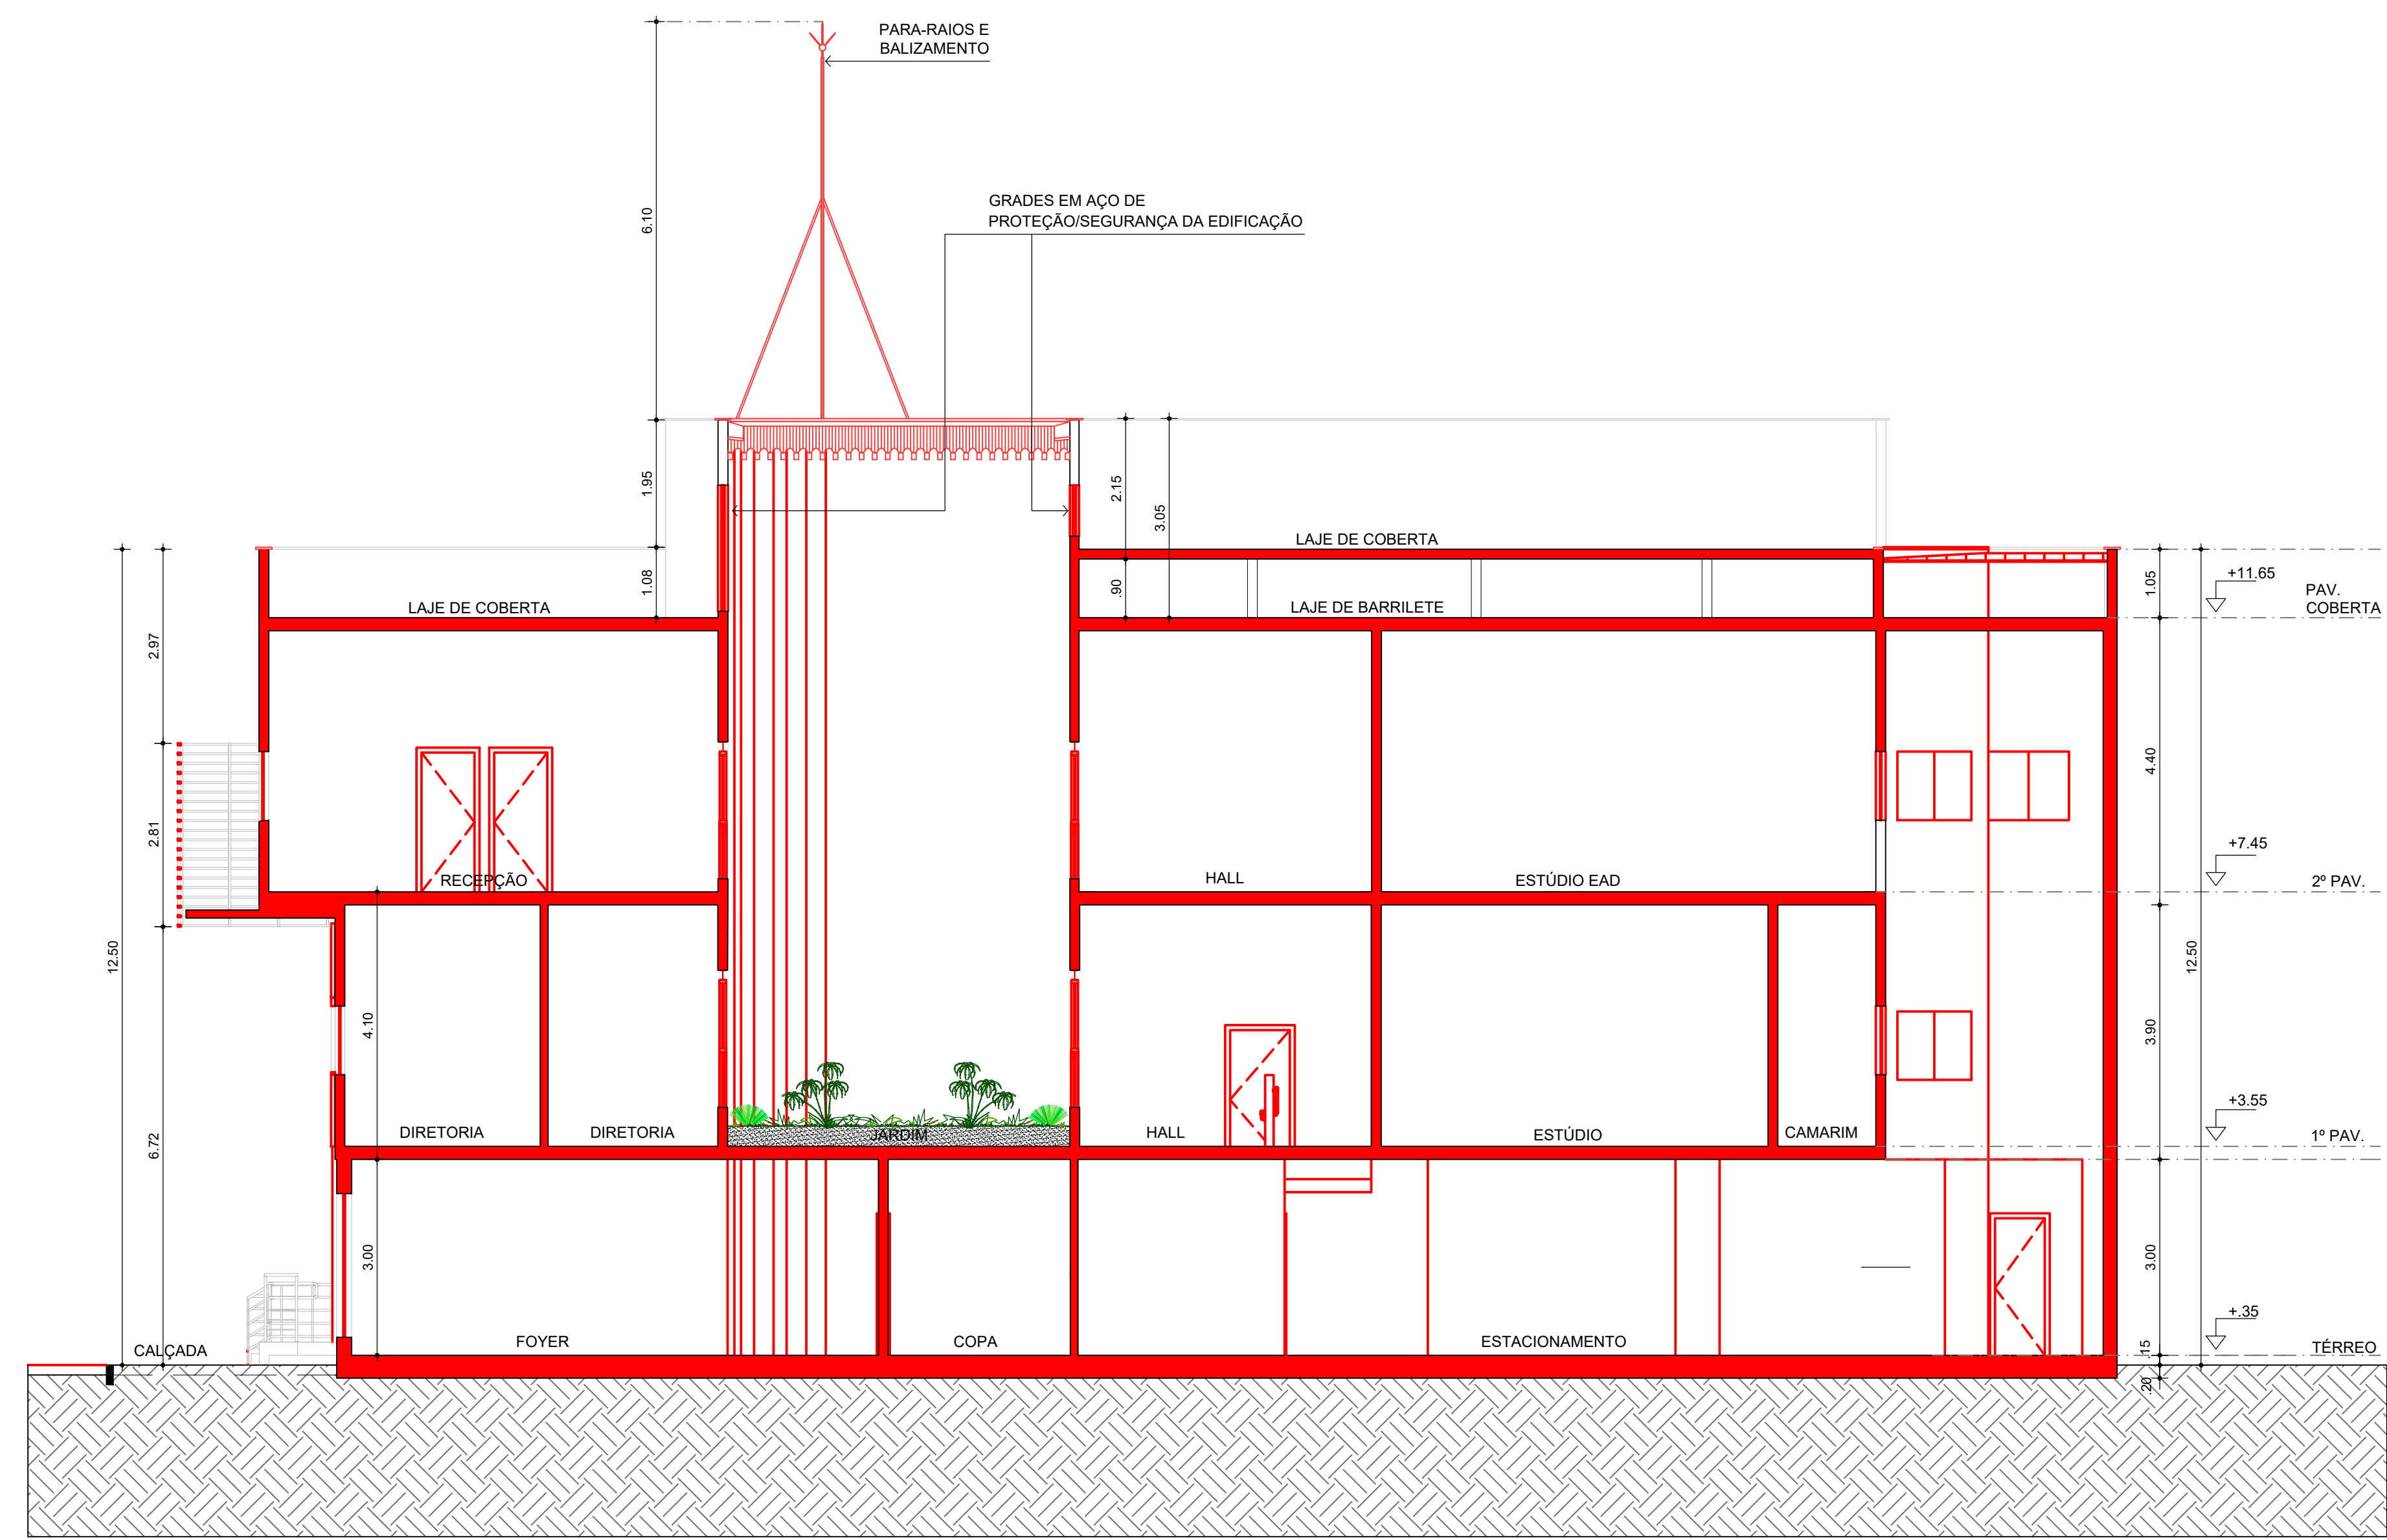 PARA-RAIOS E
BALIZAMENTO
6.10
GRADES EM AÇO DE
PROTEÇÃO/SEGURANÇA DA EDIFICAÇÃO
1.95
2.15
3.05
LAJE DE COBERTA
1.08
.90
LAJE DE COBERTA
LAJE DE BARRILETE
1.05
+11.65
PAV.
COBERTA
2.97
4.40
2.81
+7.45
RECEPÇÃO
HALL
ESTÚDIO EAD
2º PAV.
12.50
12.50
4.10
3.90
+3.55
6.72
DIRETORIA
DIRETORIA
JARDIM
HALL
ESTÚDIO
CAMARIM
1º PAV.
3.00
3.00
+.35
CALÇADA
FOYER
COPA
ESTACIONAMENTO
.15
TÉRREO
.20